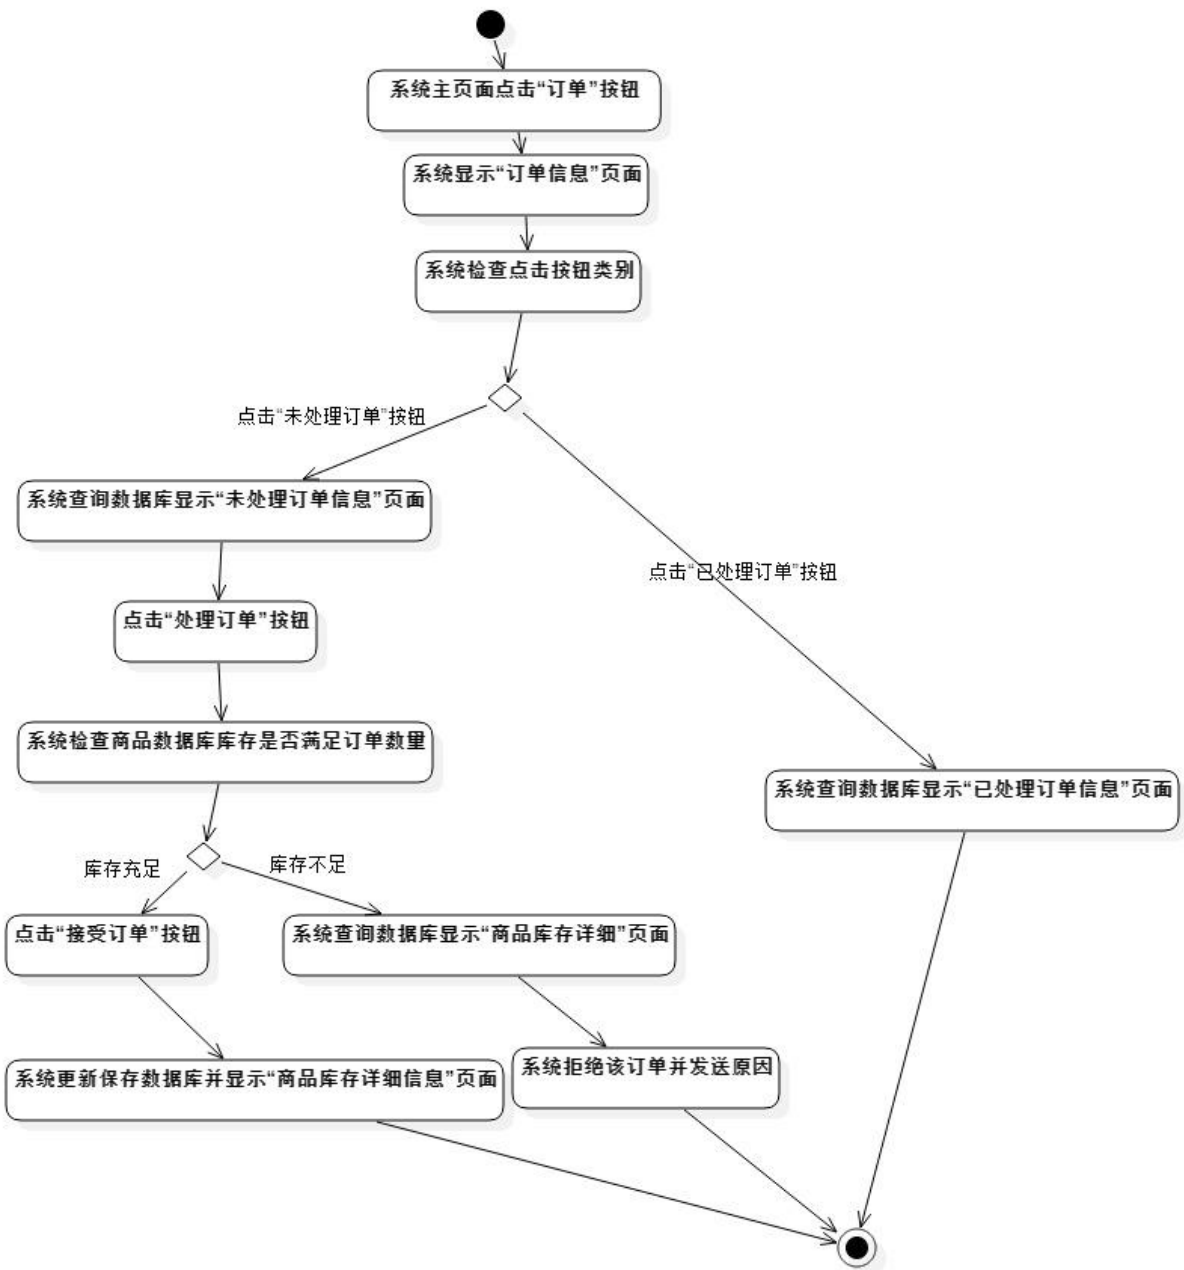 系统主页面点击“订单”按钮
系统显示“订单信息”页面
系统检查点击按钮类别
点击“未处理订单”按钮
系统查询数据库显示“未处理订单信息”页面
点击“已处理订单”按钮
点击“处理订单”按钮
系统检查商品数据库库存是否满足订单数量
系统查询数据库显示“已处理订单信息”页面
库存充足
库存不足
点击“接受订单”按钮
系统查询数据库显示“商品库存详细”页面
系统更新保存数据库并显示“商品库存详细信息”页面
系统拒绝该订单并发送原因